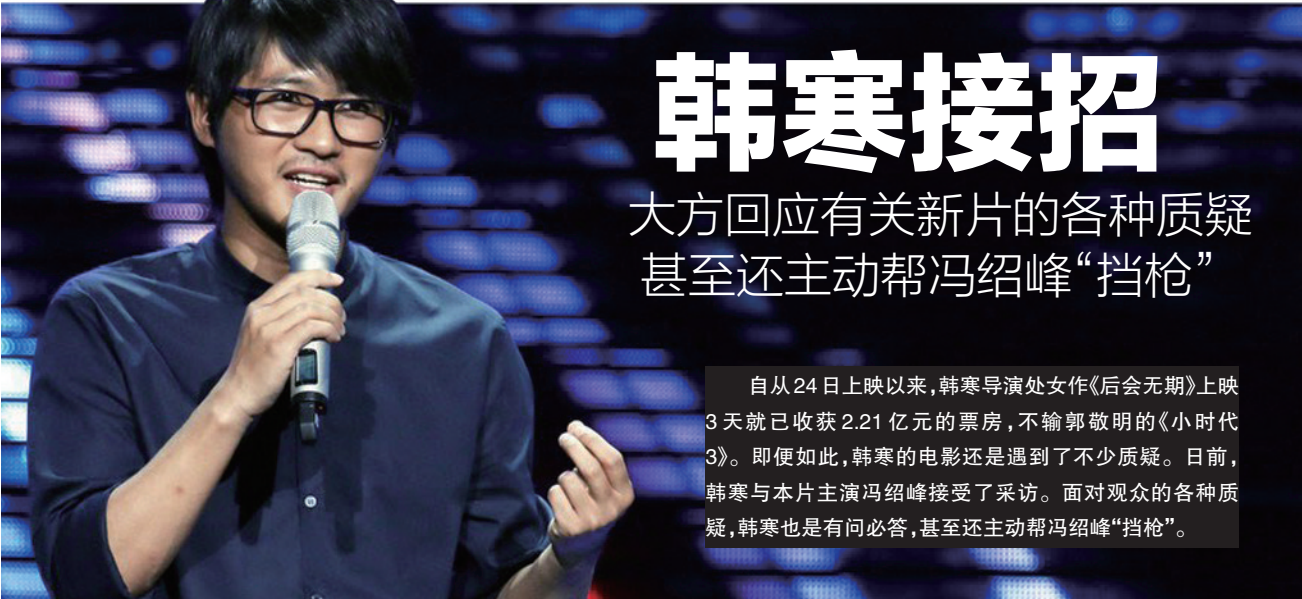 韩寒接招
大方回应有关新片的各种质疑
甚至还主动帮冯绍峰“挡枪”
自从24日上映以来,韩寒导演处女作《后会无期》上映
3天就已收获2.21亿元的票房,不输郭敬明的《小时代
3》。即便如此,韩寒的电影还是遇到了不少质疑。日前,
韩寒与本片主演冯绍峰接受了采访。面对观众的各种质
疑,韩寒也是有问必答,甚至还主动帮冯绍峰“挡枪”。